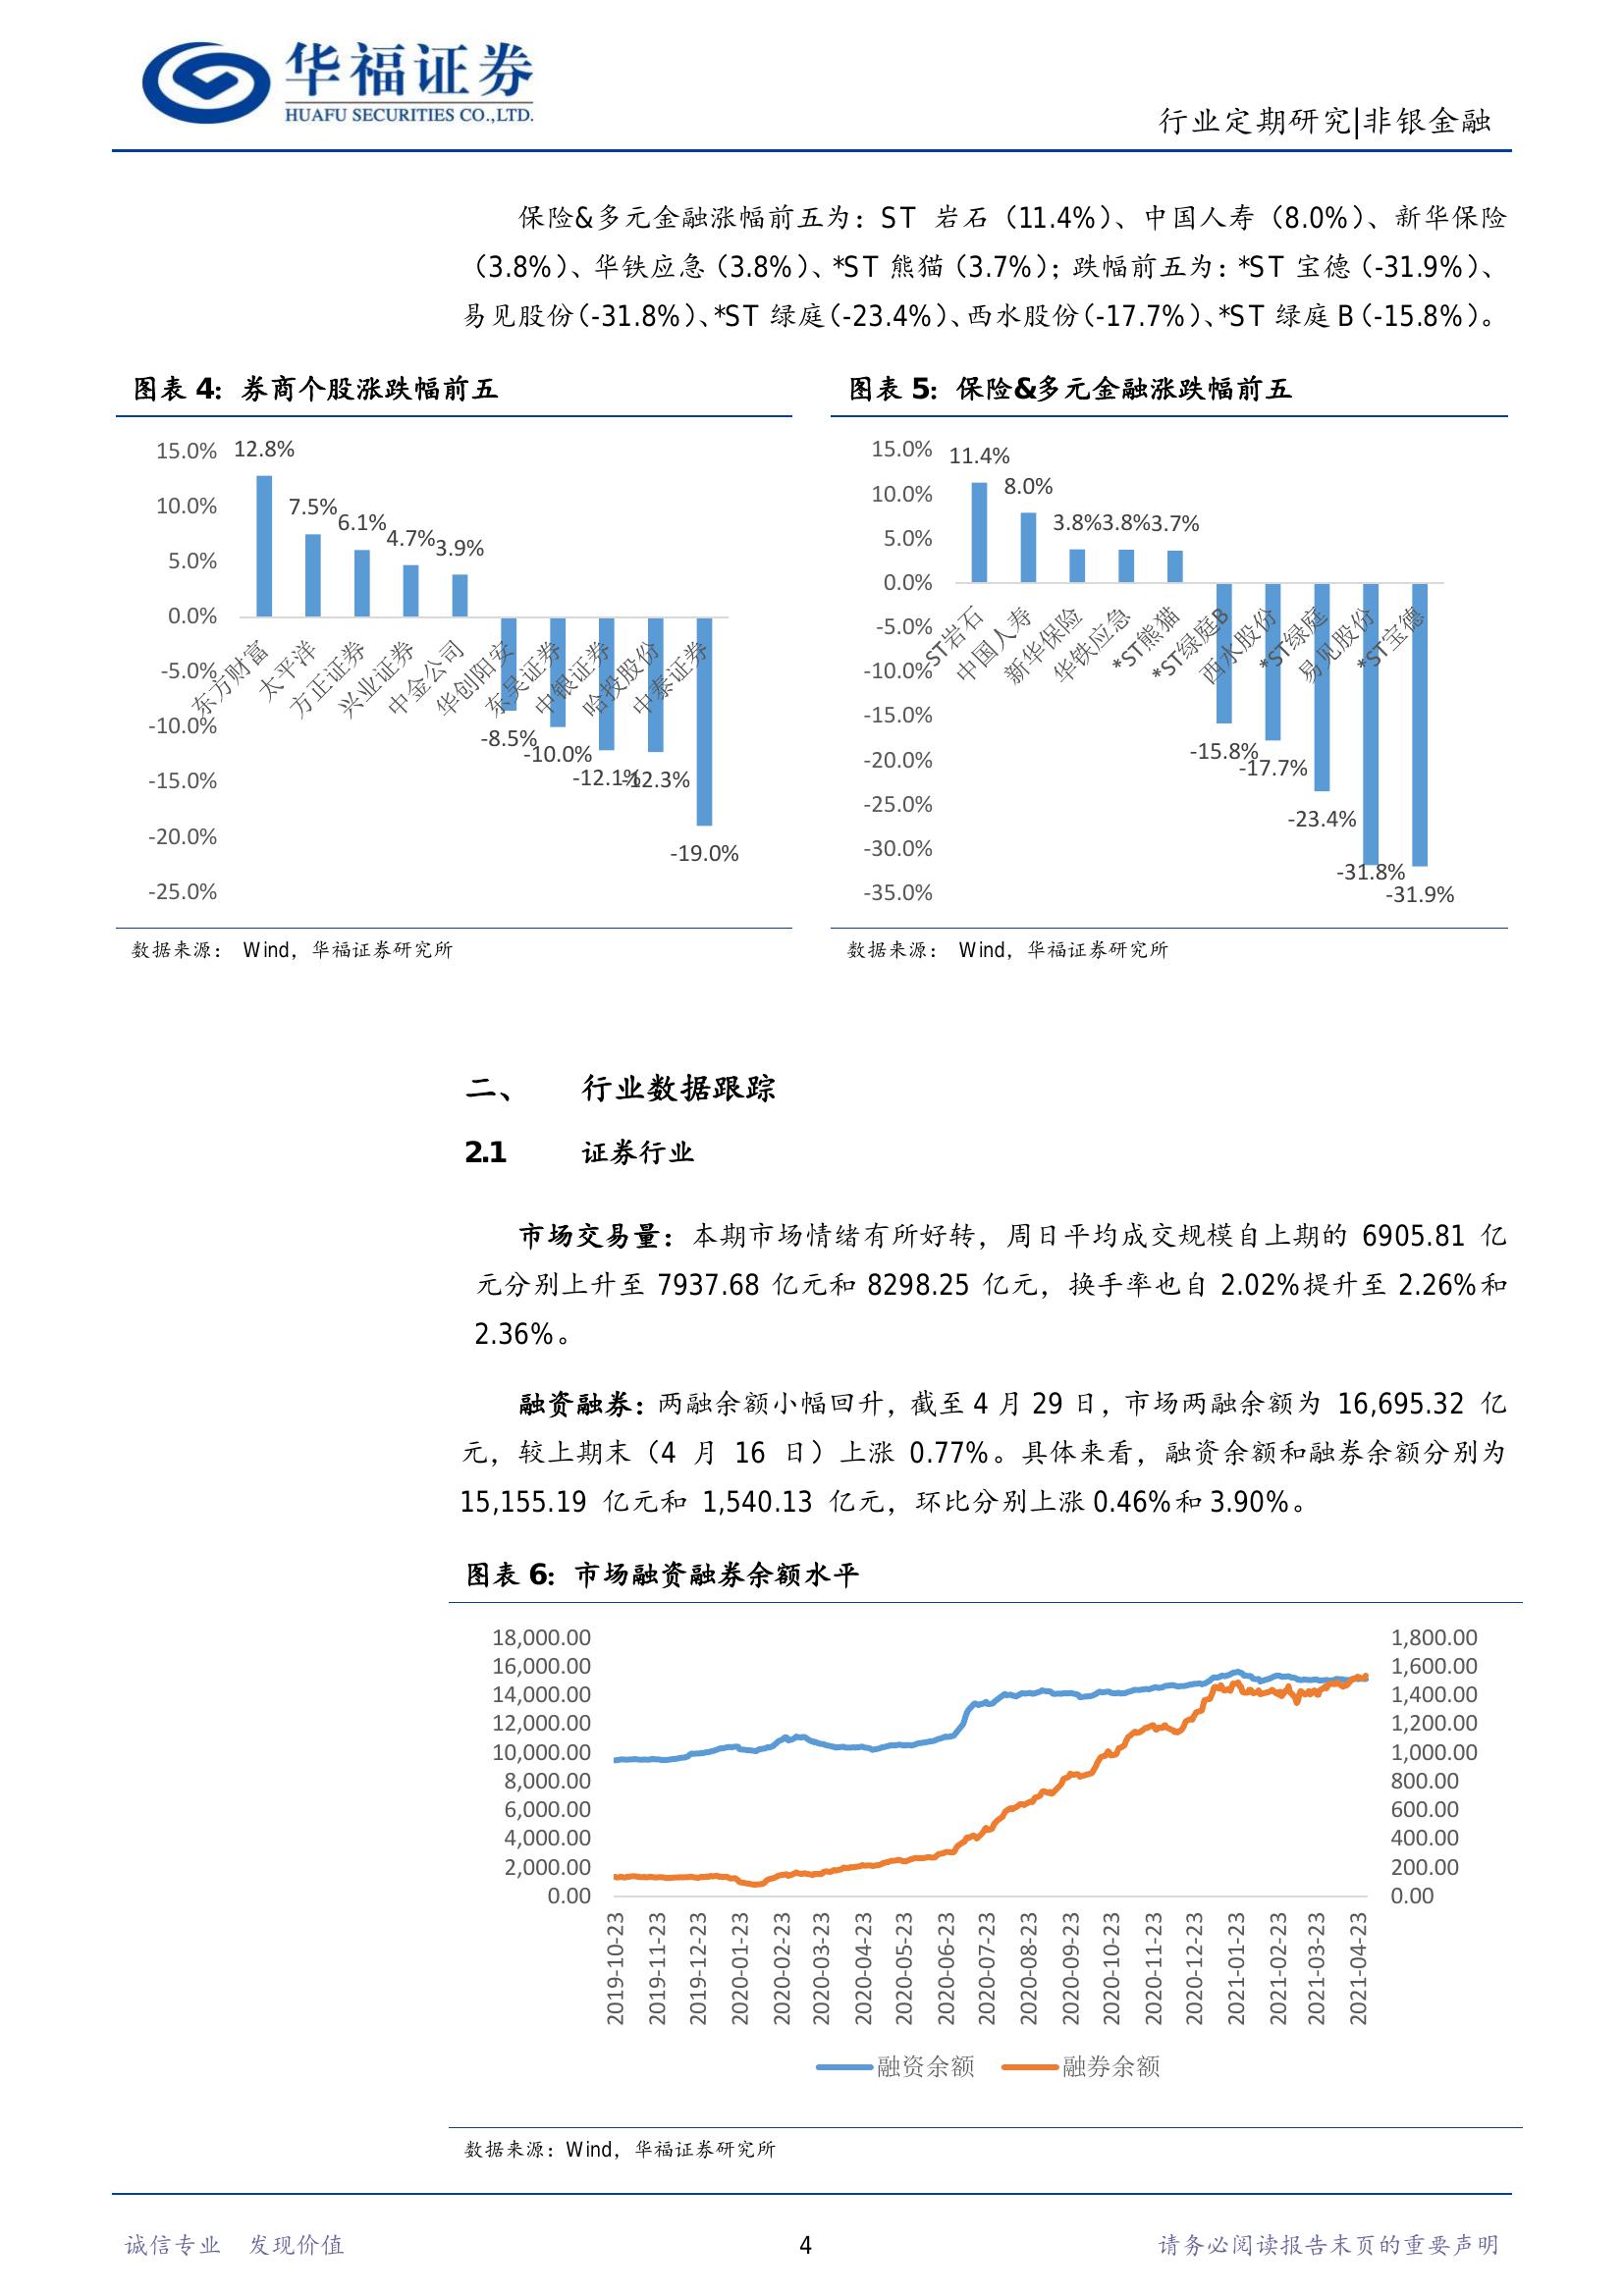 华福证券
HUAFU SECURITIES CO.,LTD.
行业定期研究|非银金融
保险&多元金融涨幅前五为：ST 岩石（11.4%）、中国人寿（8.0%）、新华保险
（3.8%）、华铁应急（3.8%）、*ST 熊猫（3.7%）；跌幅前五为：*ST 宝德（-31.9%）、
易见股份（-31.8%）、*ST 绿庭（-23.4%）、西水股份（-17.7%）、*ST 绿庭 B（-15.8%）。
图表 4：券商个股涨跌幅前五
15.0%
10.0%
5.0%
0.0%
-5.0%
-10.0%
-15.0%
-20.0%
-25.0%
12.8%
7.5%
6.1%
4.7%
3.9%
-8.5%
-10.0%
-12.1%
-12.3%
-19.0%
东方财富
太平洋
方正证券
兴业证券
中金公司
华创阳安
东吴证券
中银证券
哈投股份
中泰证券
数据来源： Wind，华福证券研究所
图表 5：保险&多元金融涨跌幅前五
15.0%
10.0%
5.0%
0.0%
-5.0%
-10.0%
-15.0%
-20.0%
-25.0%
-30.0%
-35.0%
11.4%
8.0%
3.8%
3.8%
3.7%
-15.8%
-17.7%
-23.4%
-31.8%
-31.9%
ST岩石
中国人寿
新华保险
华铁应急
*ST熊猫
*ST绿庭B
西水股份
*ST绿庭
易见股份
*ST宝德
数据来源： Wind，华福证券研究所
二、 行业数据跟踪
2.1 证券行业
市场交易量：本期市场情绪有所好转，周日平均成交规模自上期的 6905.81 亿
元分别上升至 7937.68 亿元和 8298.25 亿元，换手率也自 2.02%提升至 2.26%和
2.36%。
融资融券：两融余额小幅回升，截至 4 月 29 日，市场两融余额为 16,695.32 亿
元，较上期末（4 月 16 日）上涨 0.77%。具体来看，融资余额和融券余额分别为
15,155.19 亿元和 1,540.13 亿元，环比分别上涨 0.46%和 3.90%。
图表 6：市场融资融券余额水平
18,000.00
16,000.00
14,000.00
12,000.00
10,000.00
8,000.00
6,000.00
4,000.00
2,000.00
0.00
1,800.00
1,600.00
1,400.00
1,200.00
1,000.00
800.00
600.00
400.00
200.00
0.00
2019-10-23
2019-11-23
2019-12-23
2020-01-23
2020-02-23
2020-03-23
2020-04-23
2020-05-23
2020-06-23
2020-07-23
2020-08-23
2020-09-23
2020-10-23
2020-11-23
2020-12-23
2021-01-23
2021-02-23
2021-03-23
2021-04-23
融资余额 融券余额
数据来源：Wind，华福证券研究所
诚信专业 发现价值
4
请务必阅读报告末页的重要声明